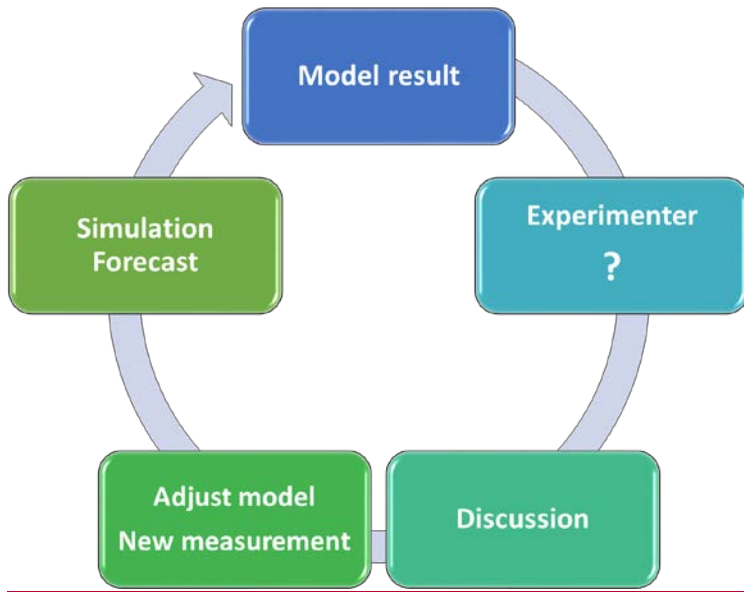 Model result
Experimenter
?
Discussion
Adjust model
New measurement
Simulation
Forecast